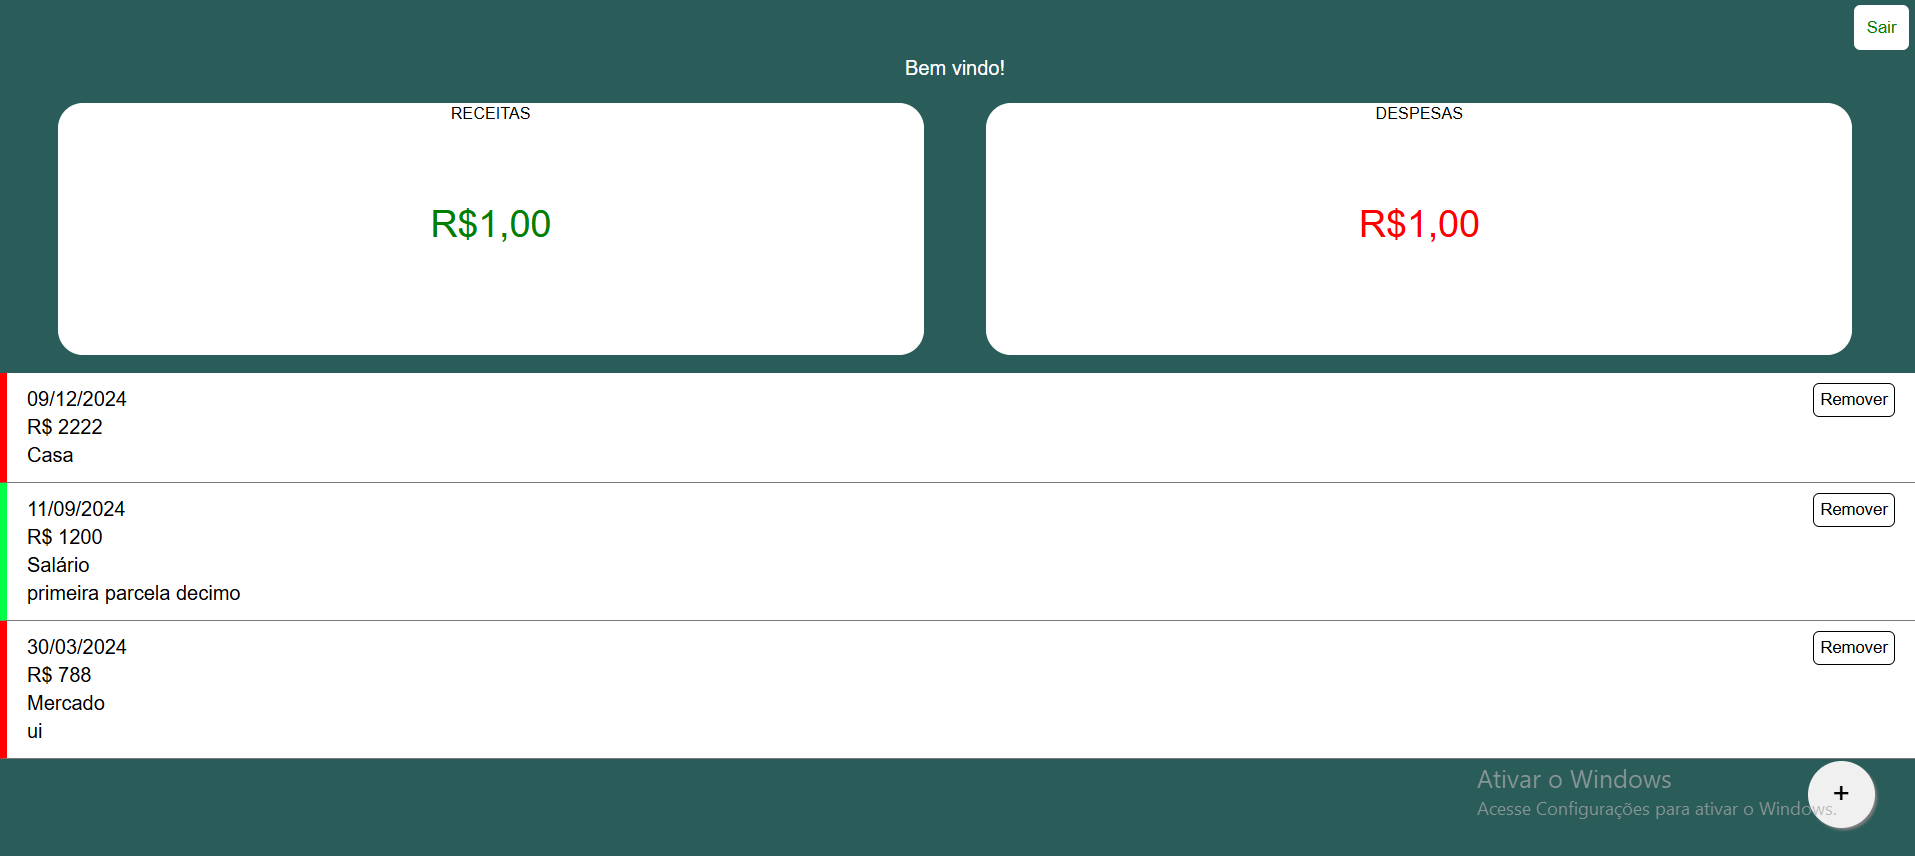 Sair
Bem vindo!
RECEITAS
R$1,00
DESPESAS
R$1,00
09/12/2024
R$ 2222
Casa
Remover
11/09/2024
R$ 1200
Salário
primeira parcela decimo
Remover
30/03/2024
R$ 788
Mercado
ui
Remover
Ativar o Windows
Acesse Configurações para ativar o Windows.
+